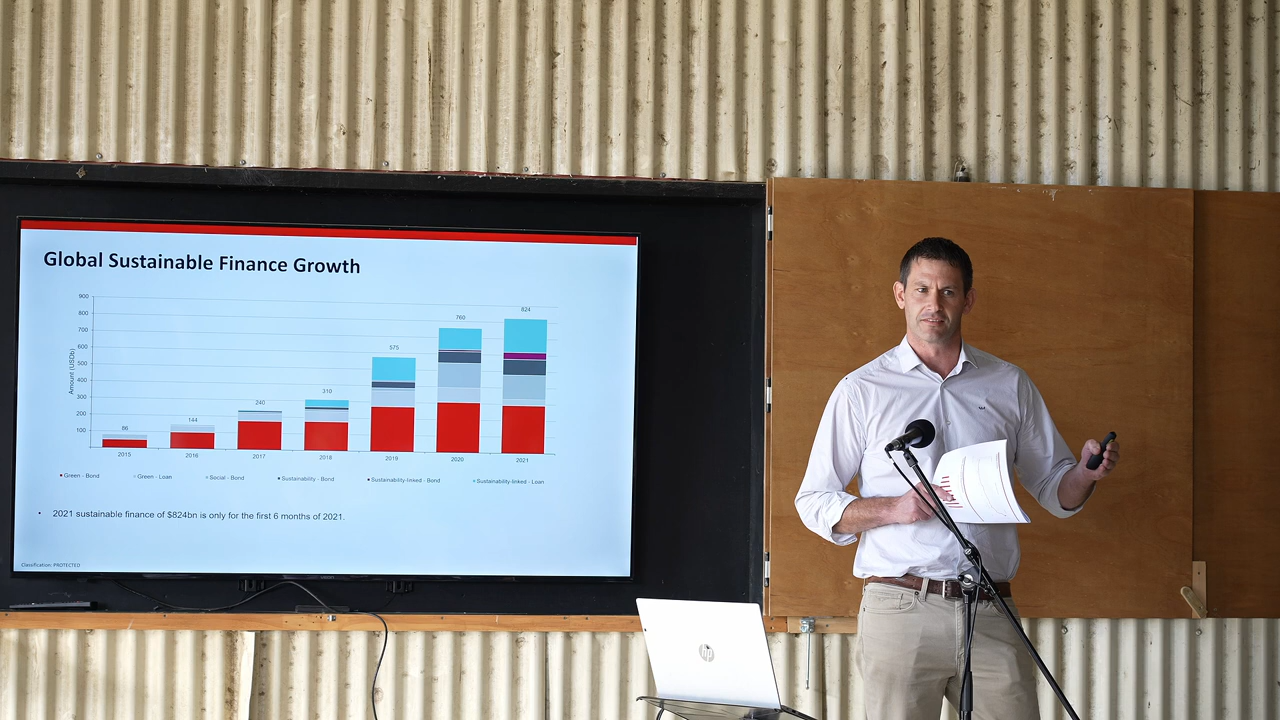 Global Sustainable Finance Growth
900
800
700
600
500
400
300
200
100
Amount (USDb)
86
144
240
310
575
760
824
2015
2016
2017
2018
2019
2020
2021
Green - Bond
Green - Loan
Social - Bond
Sustainability - Bond
Sustainability-linked - Bond
Sustainability-linked - Loan
• 2021 sustainable finance of $824bn is only for the first 6 months of 2021.
Classification: PROTECTED
hp